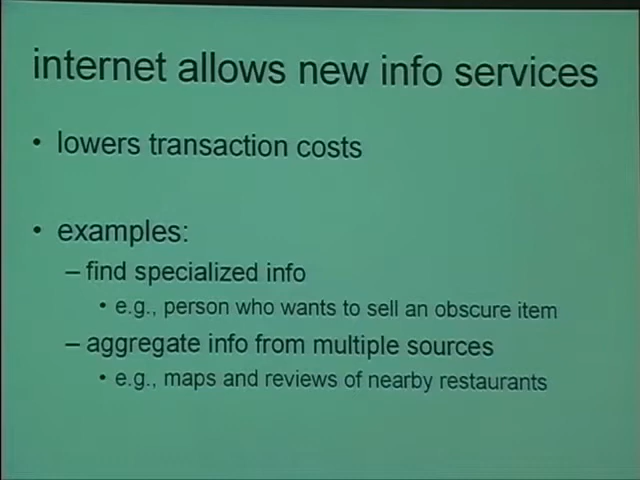 internet allows new info services
• lowers transaction costs
• examples:
– find specialized info
• e.g., person who wants to sell an obscure item
– aggregate info from multiple sources
• e.g., maps and reviews of nearby restaurants